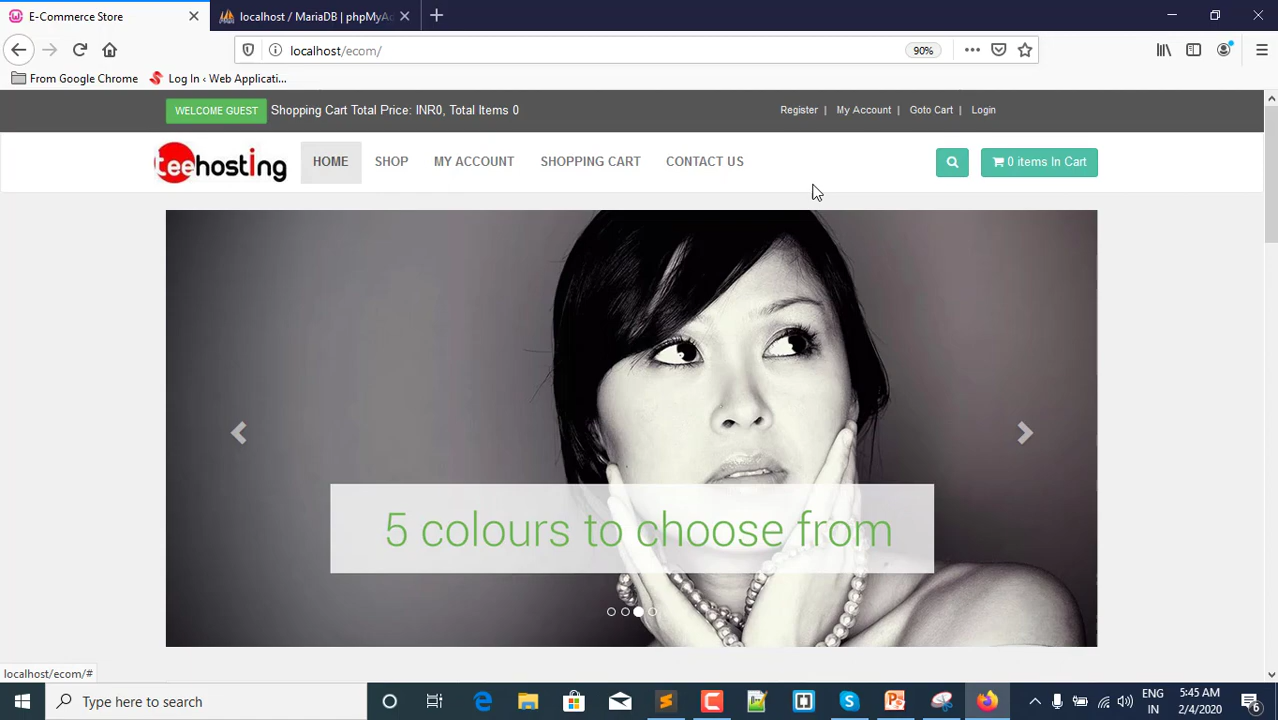 E-Commerce Store
localhost / MariaDB | phpMyAc
localhost/ecom/
90%
From Google Chrome
Log In ‹ Web Applicati...
WELCOME GUEST
Shopping Cart Total Price: INR0, Total Items 0
Register |
My Account |
Goto Cart |
Login
teehosting
HOME
SHOP
MY ACCOUNT
SHOPPING CART
CONTACT US
0 items In Cart
5 colours to choose from
localhost/ecom/#
Type here to search
ENG
IN
5:45 AM
2/4/2020
6